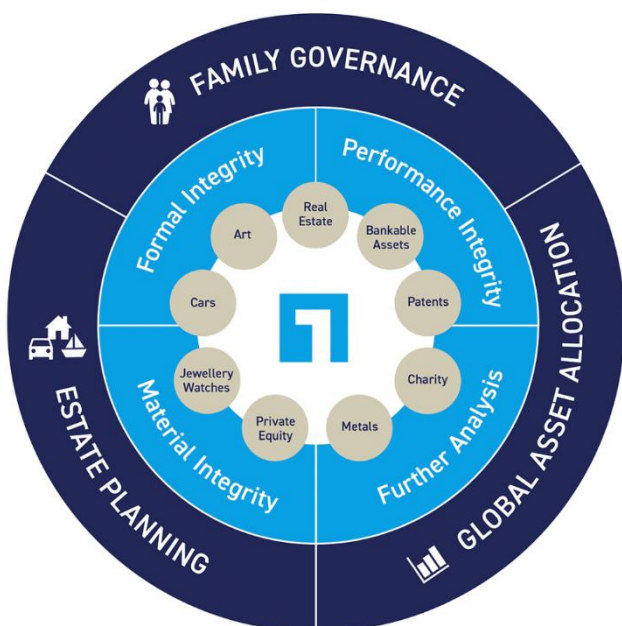 FAMILY GOVERNANCE
Formal Integrity
Performance Integrity
Real
Estate
Art
Bankable
Assets
Cars
Patents
Jewellery
Watches
Charity
Private
Equity
Metals
Material Integrity
Further Analysis
ESTATE PLANNING
GLOBAL ASSET ALLOCATION